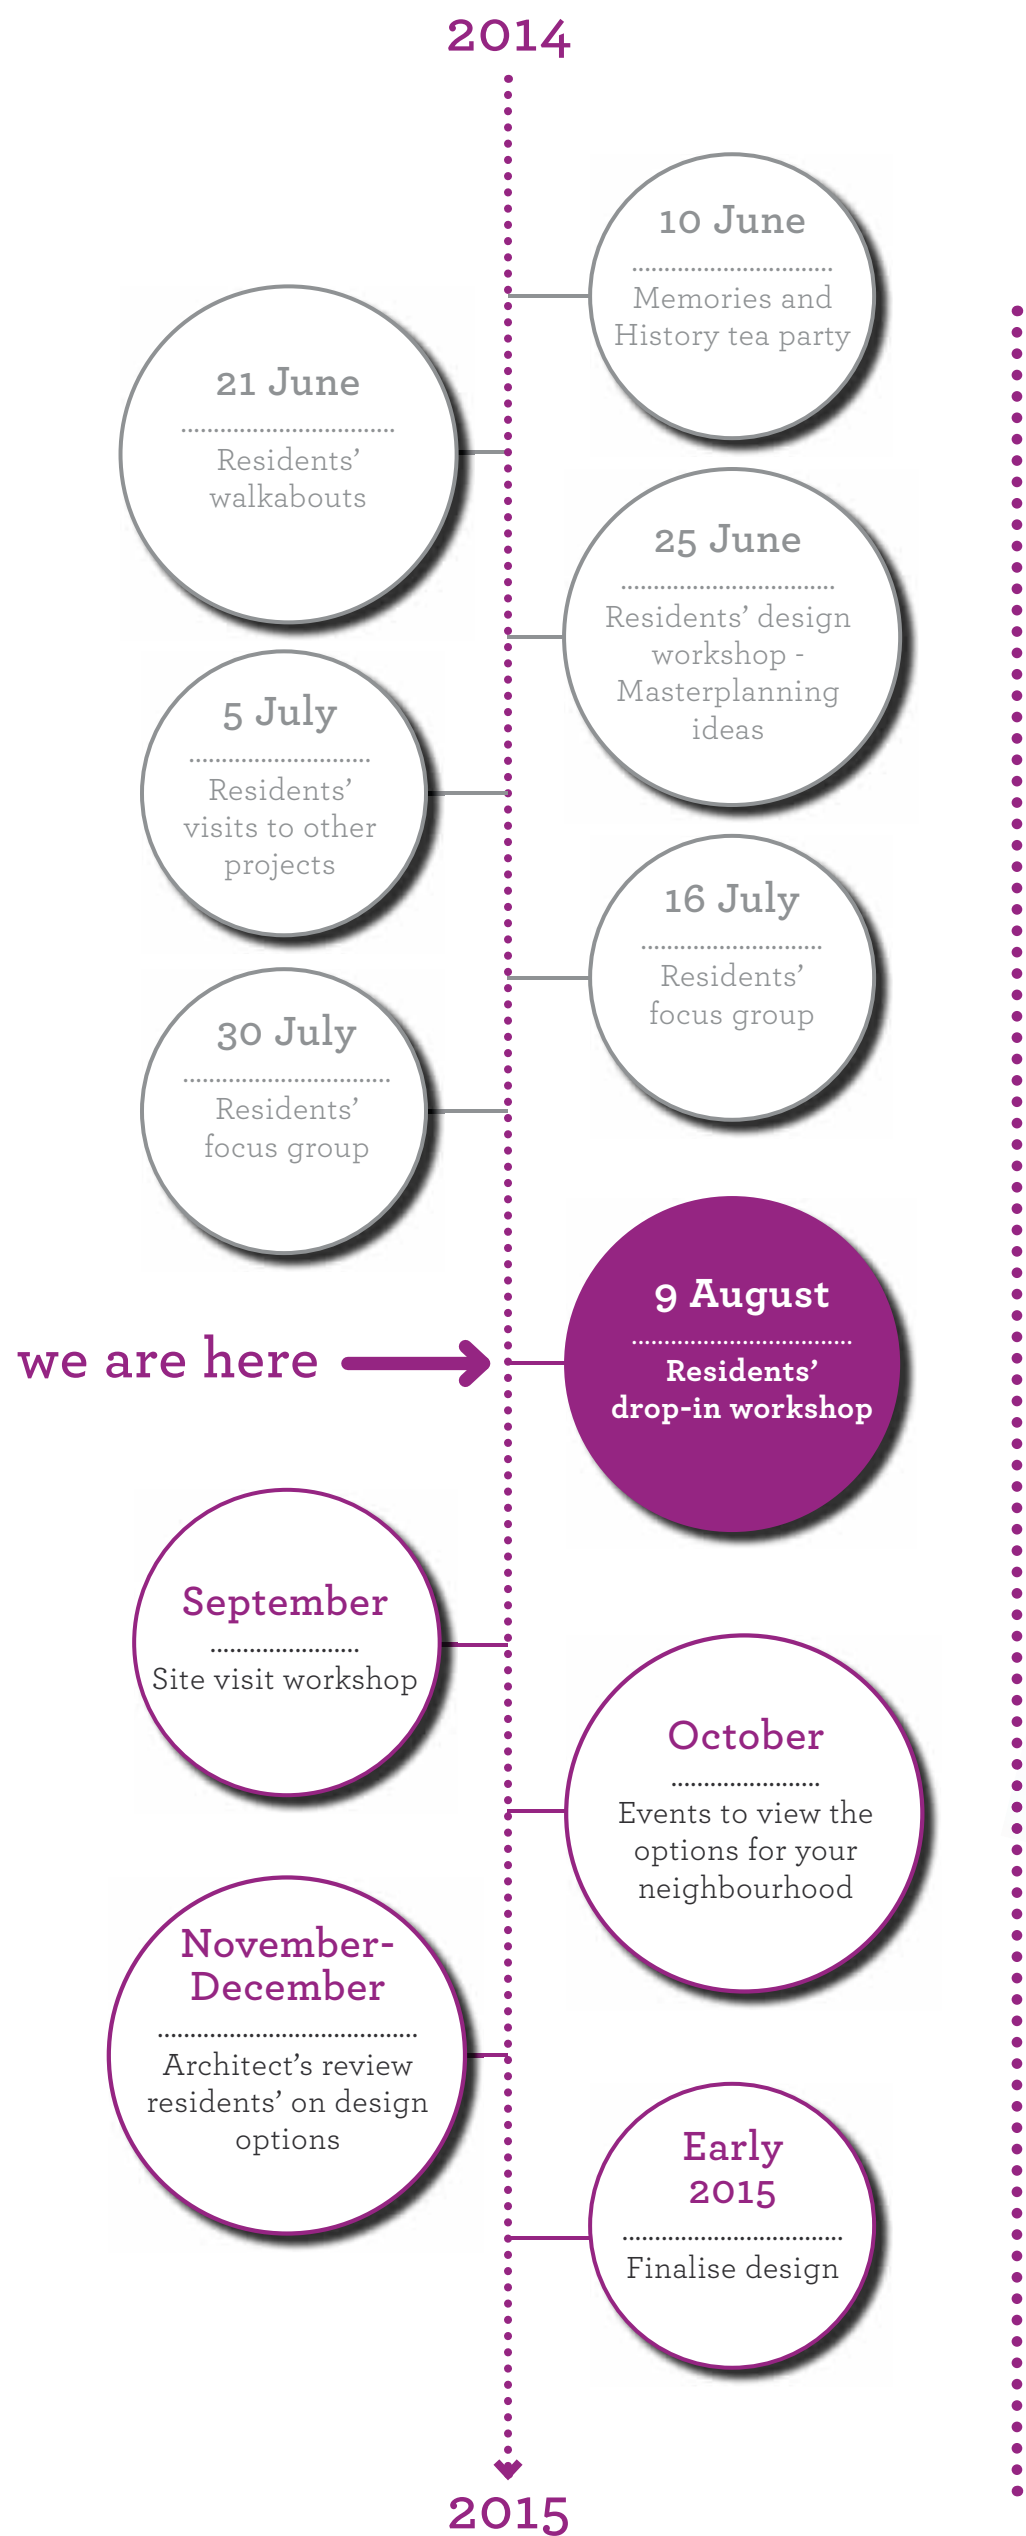 2014
10 June
Memories and
History tea party
21 June
Residents’
walkabouts
25 June
Residents’ design
workshop -
Masterplanning
ideas
5 July
Residents’
visits to other
projects
16 July
Residents’
focus group
30 July
Residents’
focus group
9 August
Residents’
drop-in workshop
we are here
September
Site visit workshop
October
Events to view the
options for your
neighbourhood
November-
December
Architect’s review
residents’ on design
options
Early
2015
Finalise design
2015